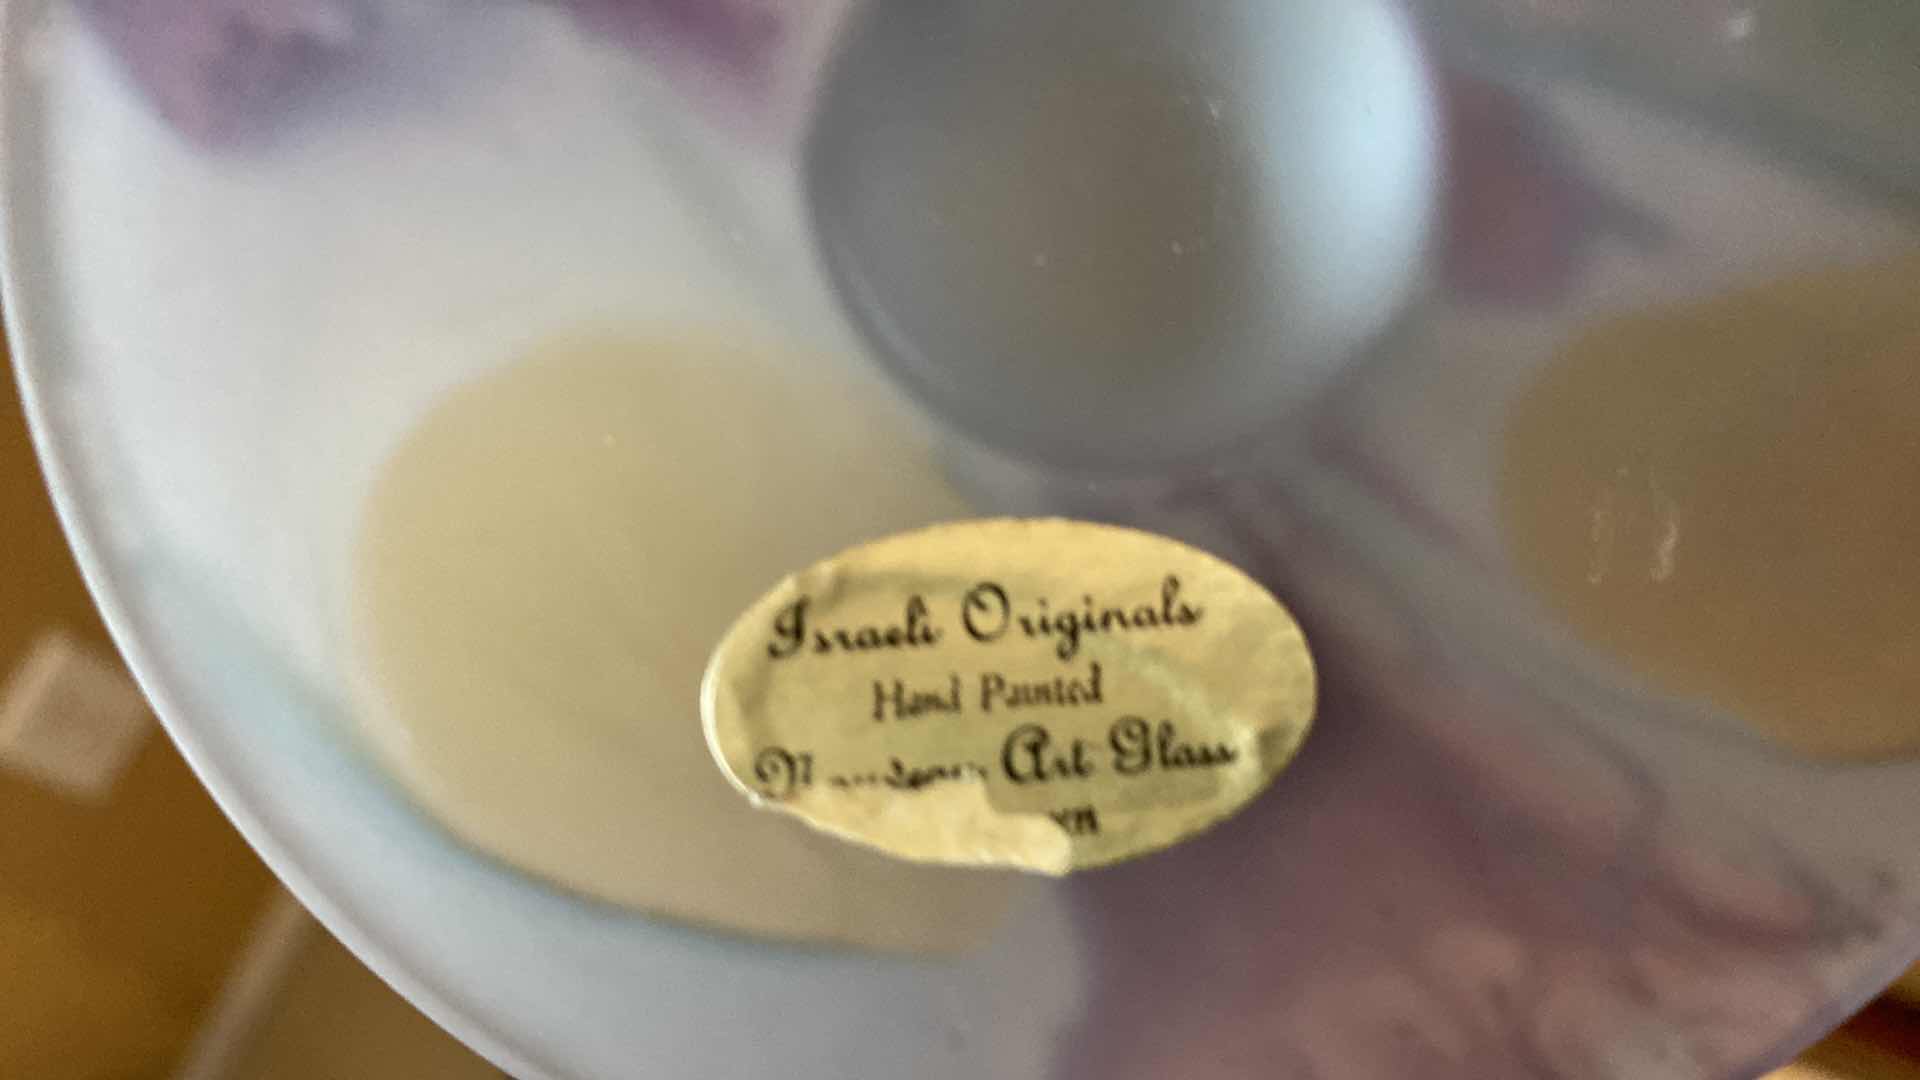 Israeli Originals
Hand Painted
Art Glass